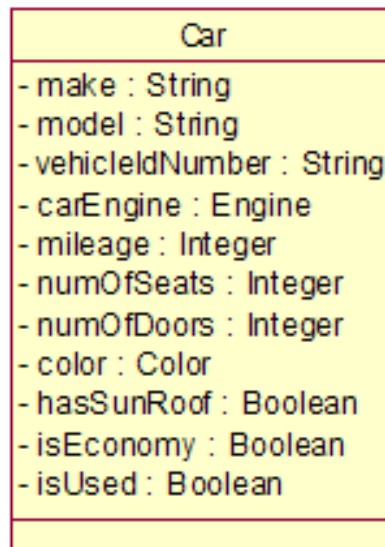 Car
- make : String
- model : String
- vehicleIdNumber : String
- carEngine : Engine
- mileage : Integer
- numOfSeats : Integer
- numOfDoors : Integer
- color : Color
- hasSunRoof : Boolean
- isEconomy : Boolean
- isUsed : Boolean